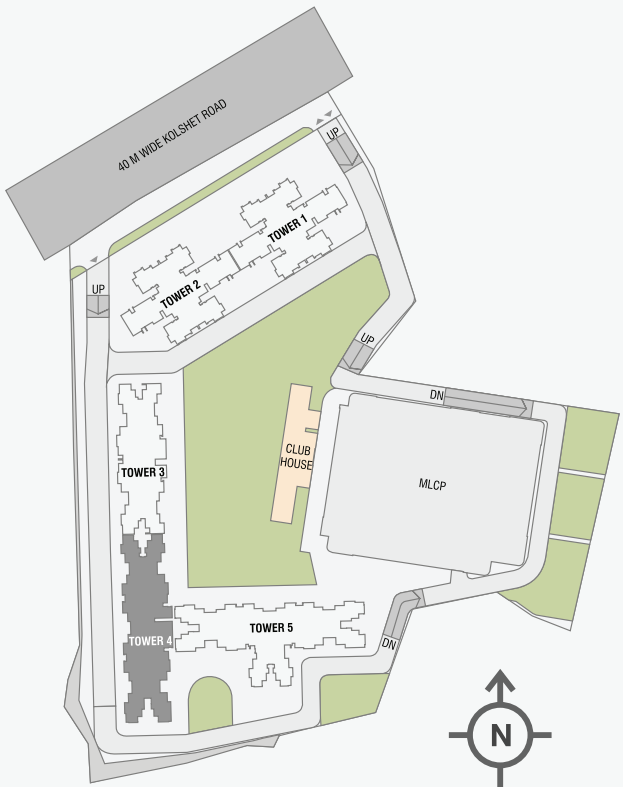 40 M WIDE KOLSHET ROAD
UP
TOWER 1
TOWER 2
UP
UP
DN
CLUB
HOUSE
MLCP
TOWER 3
TOWER 4
TOWER 5
DN
N